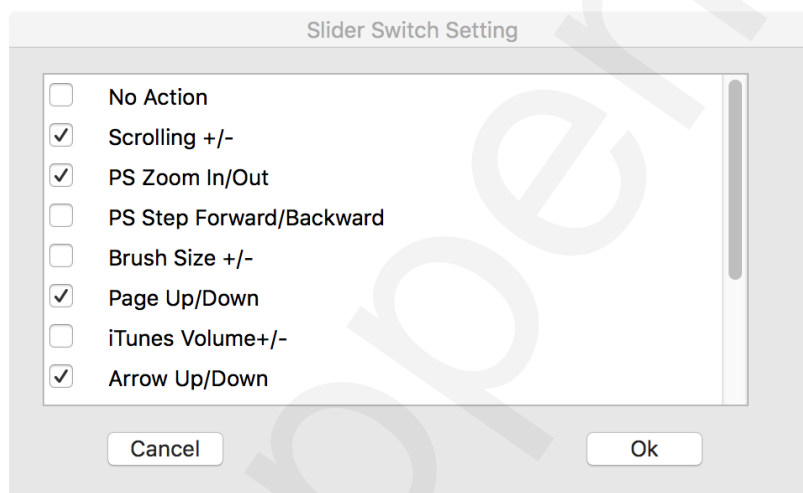 Slider Switch Setting
No Action
Scrolling +/-
PS Zoom In/Out
PS Step Forward/Backward
Brush Size +/-
Page Up/Down
iTunes Volume+/-
Arrow Up/Down
Cancel
Ok